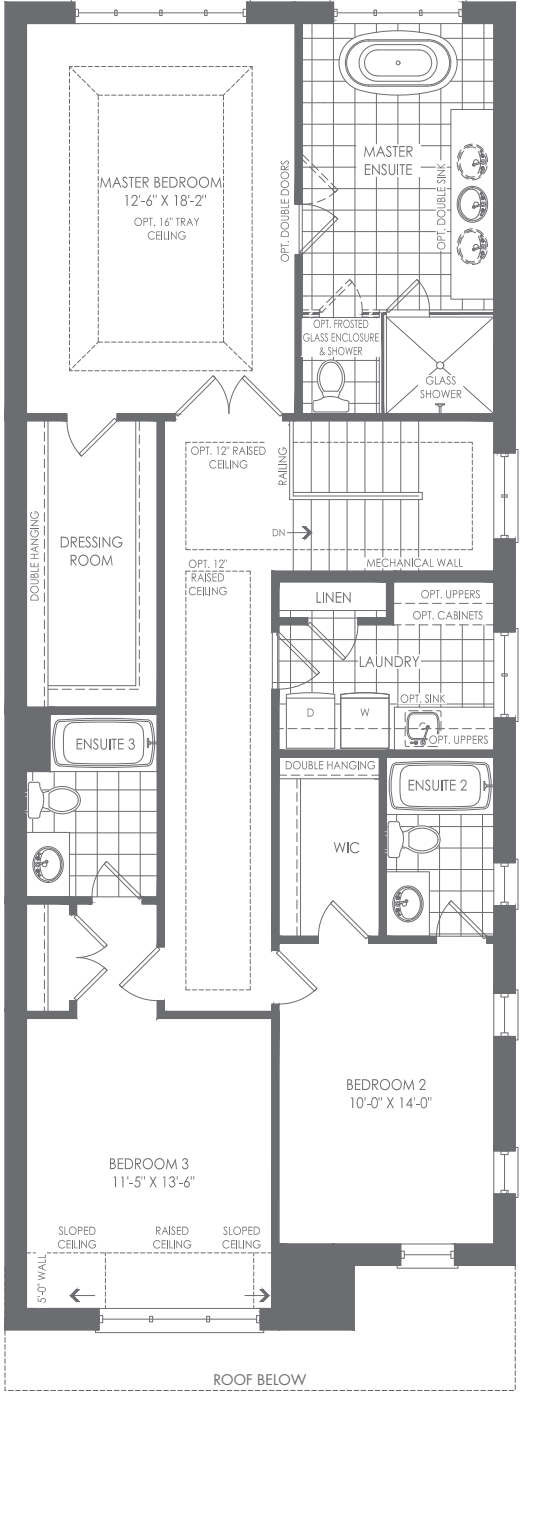 MASTER BEDROOM
12'-6" X 18'-2"
OPT. 16" TRAY
CEILING
OPT. DOUBLE DOORS
MASTER
ENSUITE
OPT. DOUBLE SINK
OPT. FROSTED
GLASS ENCLOSURE
& SHOWER
GLASS
SHOWER
OPT. 12" RAISED
CEILING
RAILING
DN
MECHANICAL WALL
DOUBLE HANGING
DRESSING
ROOM
OPT. 12"
RAISED
CEILING
LINEN
OPT. UPPERS
OPT. CABINETS
LAUNDRY
D
W
OPT. SINK
OPT. UPPERS
ENSUITE 3
DOUBLE HANGING
WIC
ENSUITE 2
BEDROOM 2
10'-0" X 14'-0"
BEDROOM 3
11'-5" X 13'-6"
SLOPED
CEILING
RAISED
CEILING
SLOPED
CEILING
5'-0" WALL
ROOF BELOW